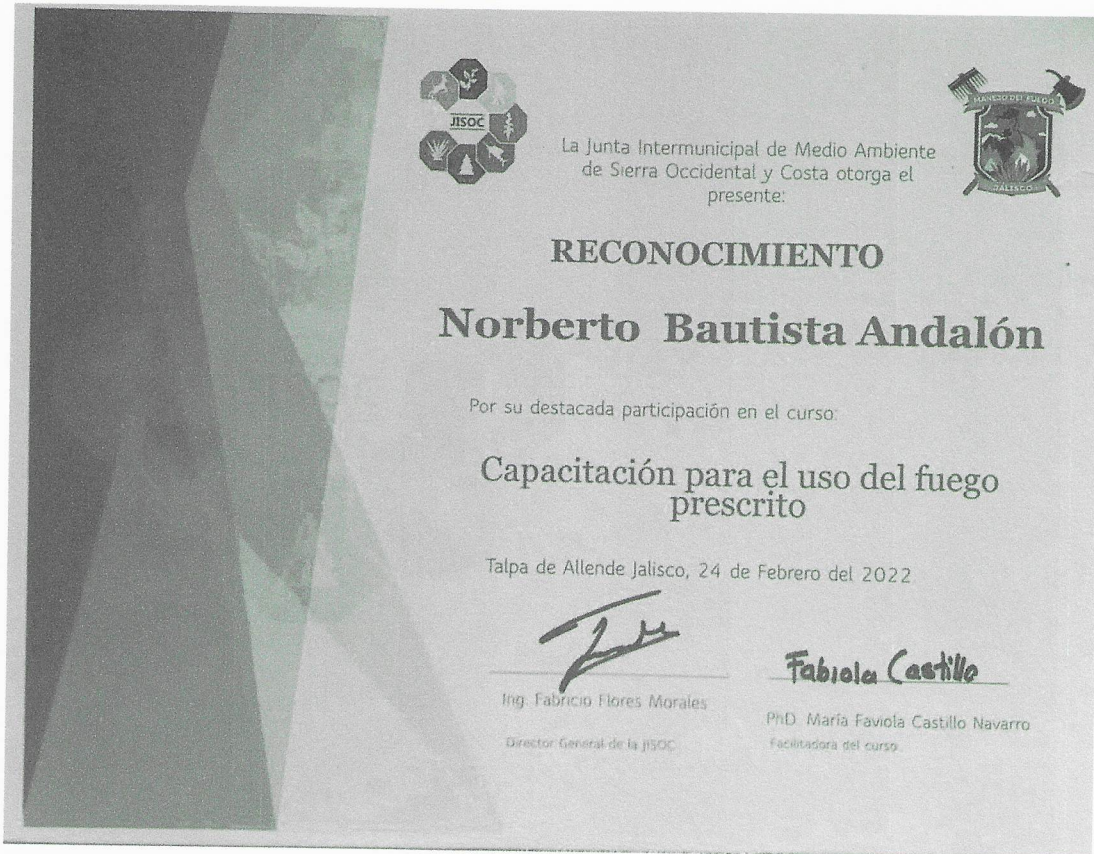 JISOC
MANEJO DEL FUEGO
JALISCO
La Junta Intermunicipal de Medio Ambiente
de Sierra Occidental y Costa otorga el
presente:
RECONOCIMIENTO
Norberto Bautista Andalón
Por su destacada participación en el curso:
Capacitación para el uso del fuego
prescrito
Talpa de Allende Jalisco, 24 de Febrero del 2022
Fabiola Castillo
Ing. Fabricio Flores Morales
PhD. María Faviola Castillo Navarro
Director General de la JISOC
Facilitadora del curso.